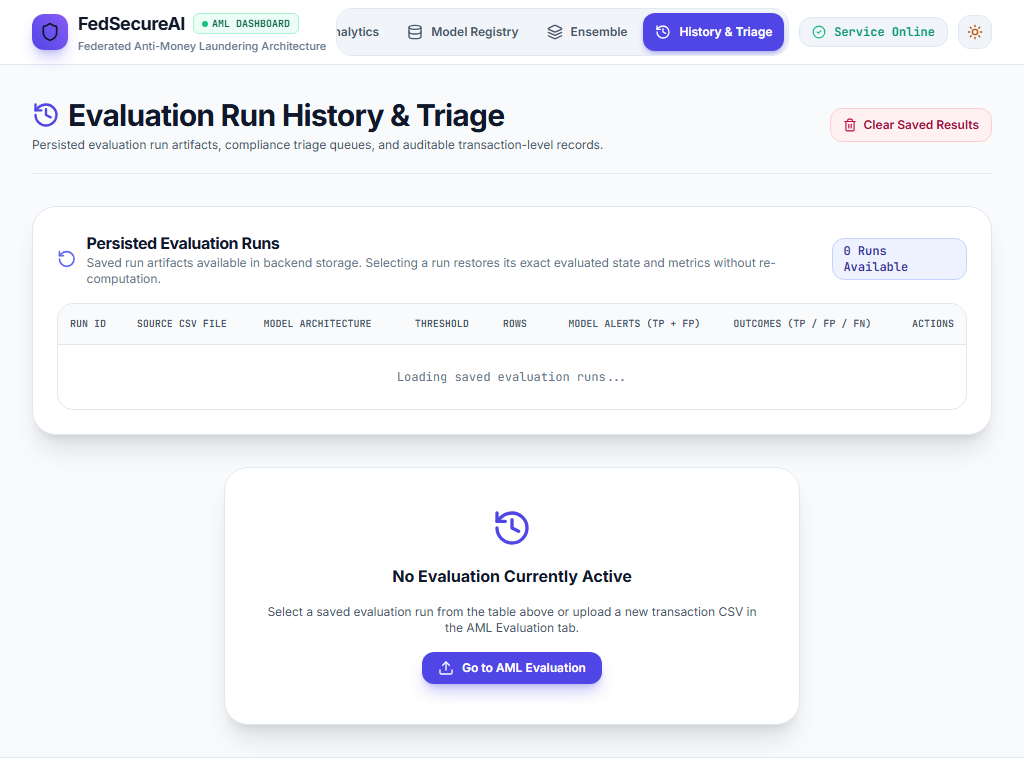 FedSecureAI
AML DASHBOARD
Federated Anti-Money Laundering Architecture
nalytics
Model Registry
Ensemble
History & Triage
Service Online
Evaluation Run History & Triage
Persisted evaluation run artifacts, compliance triage queues, and auditable transaction-level records.
Clear Saved Results
Persisted Evaluation Runs
Saved run artifacts available in backend storage. Selecting a run restores its exact evaluated state and metrics without re-
computation.
0 Runs
Available
RUN ID SOURCE CSV FILE MODEL ARCHITECTURE THRESHOLD ROWS MODEL ALERTS (TP + FP) OUTCOMES (TP / FP / FN) ACTIONS
Loading saved evaluation runs...
No Evaluation Currently Active
Select a saved evaluation run from the table above or upload a new transaction CSV in
the AML Evaluation tab.
Go to AML Evaluation